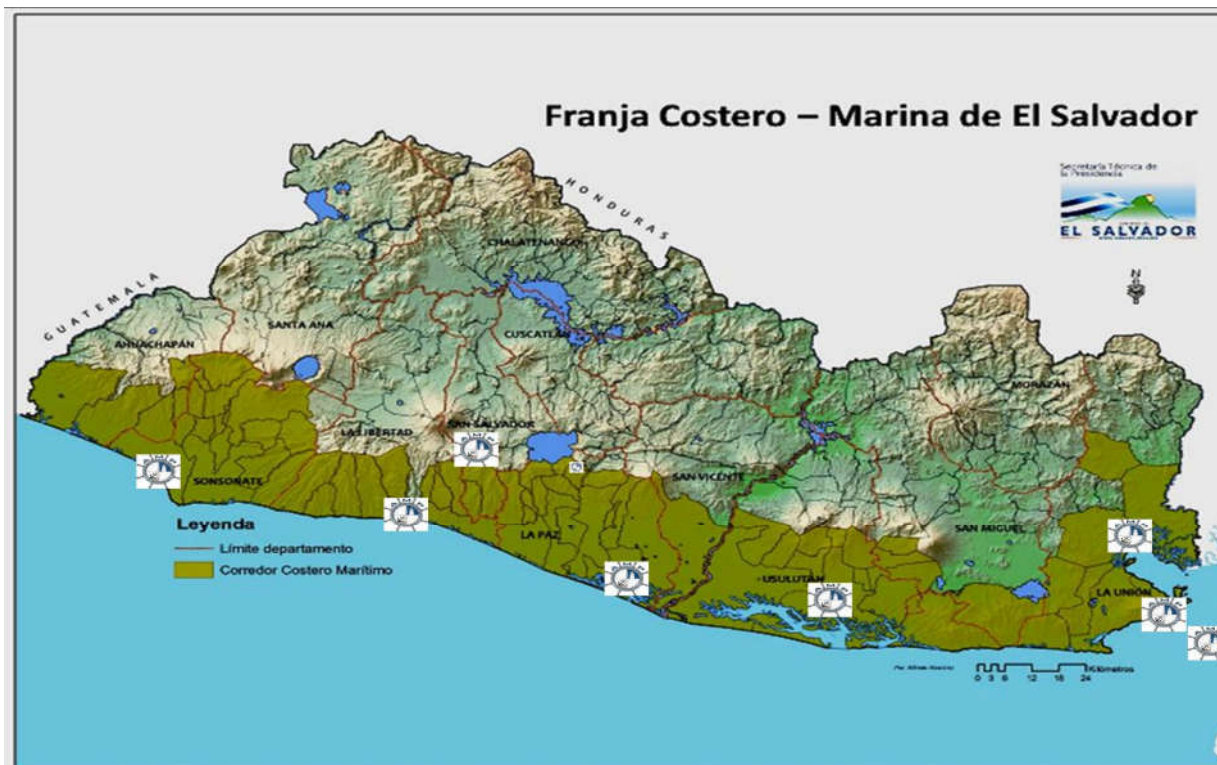 Franja Costero – Marina de El Salvador
Secretaría Técnica de
la Presidencia
EL SALVADOR
HONDURAS
GUATEMALA
N
CHALATENANGO
SANTA ANA
CUSCATLÁN
AHUACHAPÁN
MORAZÁN
LA LIBERTAD
SAN SALVADOR
SAN VICENTE
SONSONATE
SAN MIGUEL
LA PAZ
USULUTÁN
LA UNIÓN
Leyenda
Límite departamento
Corredor Costero Marítimo
Kilómetros
0 3 6 12 18 24